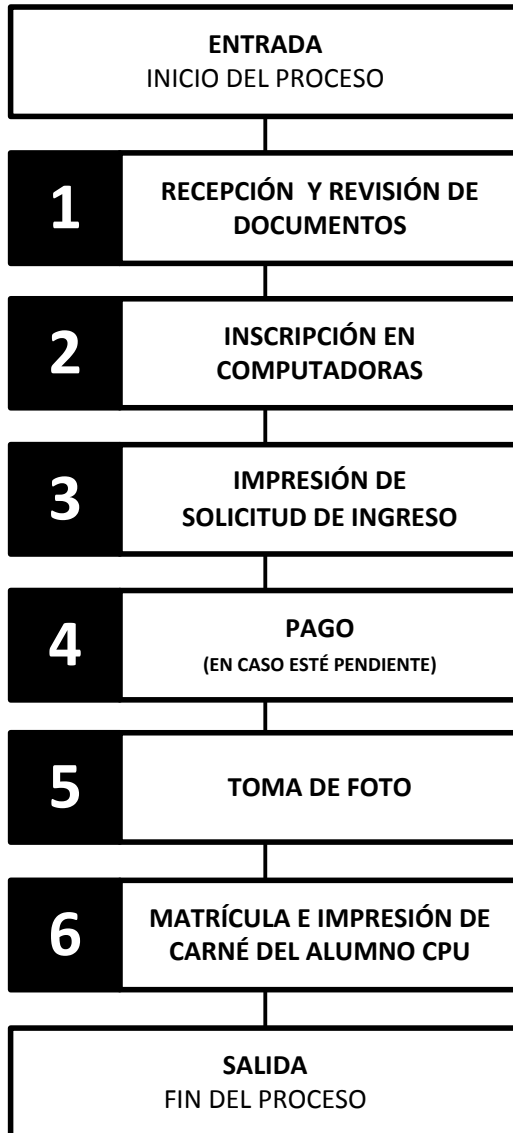 ENTRADA
INICIO DEL PROCESO
1
RECEPCIÓN Y REVISIÓN DE
DOCUMENTOS
2
INSCRIPCIÓN EN
COMPUTADORAS
3
IMPRESIÓN DE
SOLICITUD DE INGRESO
4
PAGO
(EN CASO ESTÉ PENDIENTE)
5
TOMA DE FOTO
6
MATRÍCULA E IMPRESIÓN DE
CARNÉ DEL ALUMNO CPU
SALIDA
FIN DEL PROCESO